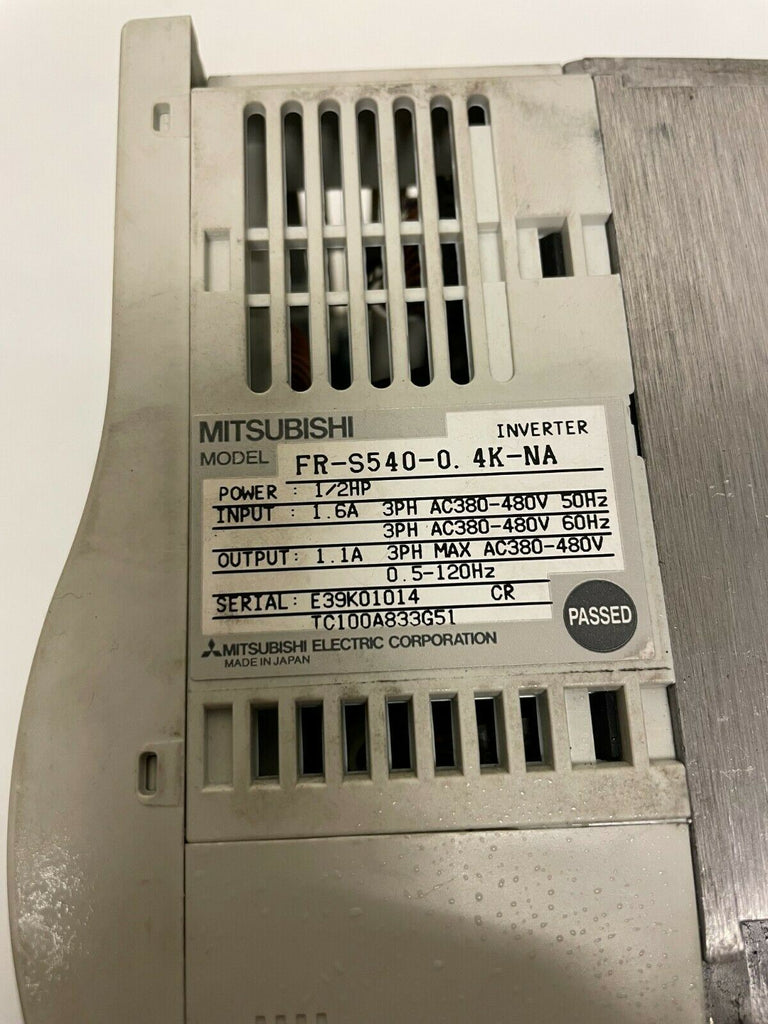 MITSUBISHI INVERTER
MODEL FR-S540-0.4K-NA
POWER : 1/2HP
INPUT : 1.6A 3PH AC380-480V 50Hz
3PH AC380-480V 60Hz
OUTPUT: 1.1A 3PH MAX AC380-480V
0.5-120Hz
SERIAL: E39K01014 CR
TC100A833G51
PASSED
MITSUBISHI ELECTRIC CORPORATION
MADE IN JAPAN